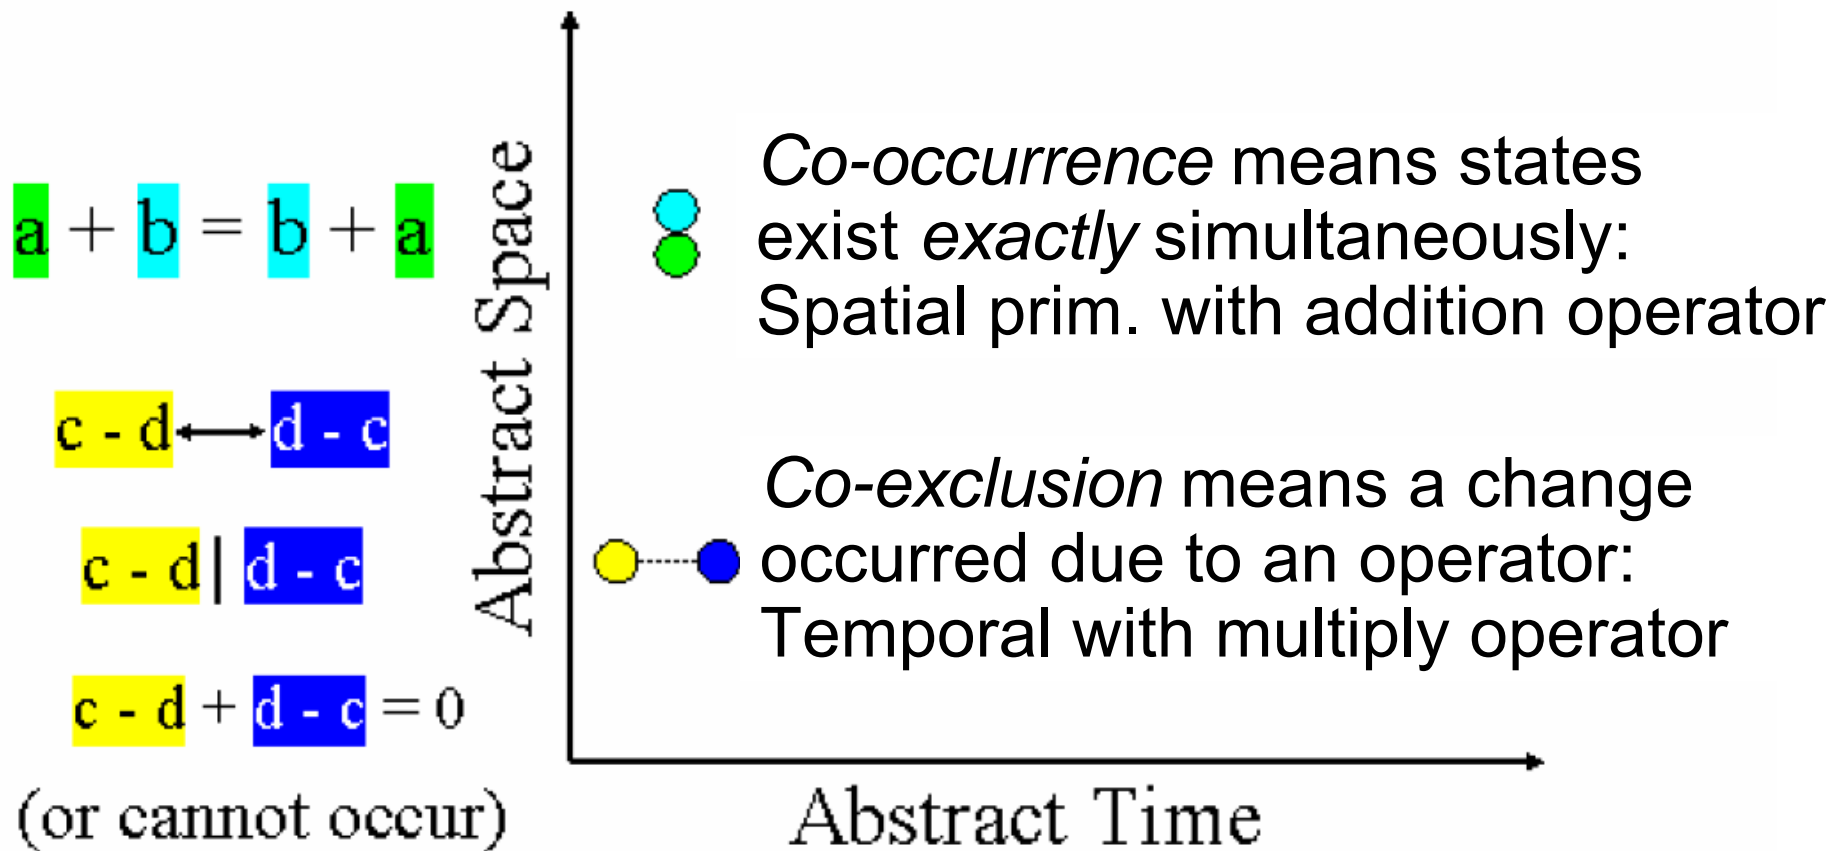 a + b = b + a
c - d ⟷ d - c
c - d | d - c
c - d + d - c = 0
(or cannot occur)
Abstract Space
Co-occurrence means states
exist exactly simultaneously:
Spatial prim. with addition operator
Co-exclusion means a change
occurred due to an operator:
Temporal with multiply operator
Abstract Time